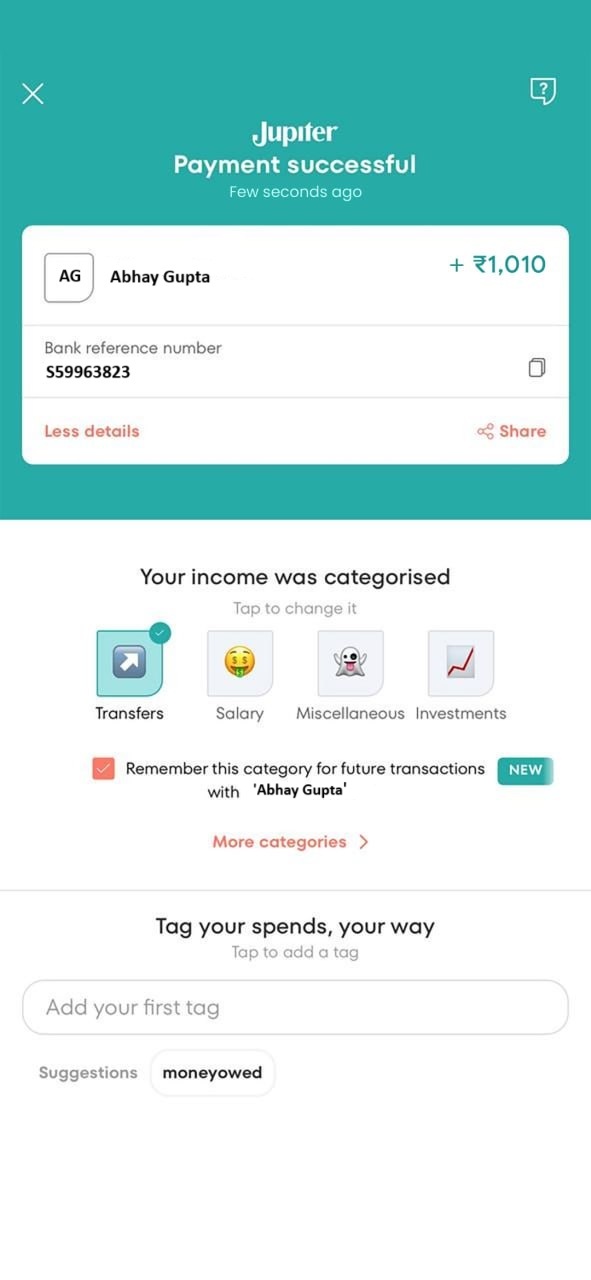 ?
Jupiter
Payment successful
Few seconds ago
AG
Abhay Gupta
+ ₹1,010
Bank reference number
S59963823
Less details
Share
Your income was categorised
Tap to change it
Transfers
Salary
Miscellaneous
Investments
Remember this category for future transactions
with 'Abhay Gupta'
NEW
More categories
Tag your spends, your way
Tap to add a tag
Add your first tag
Suggestions
moneyowed